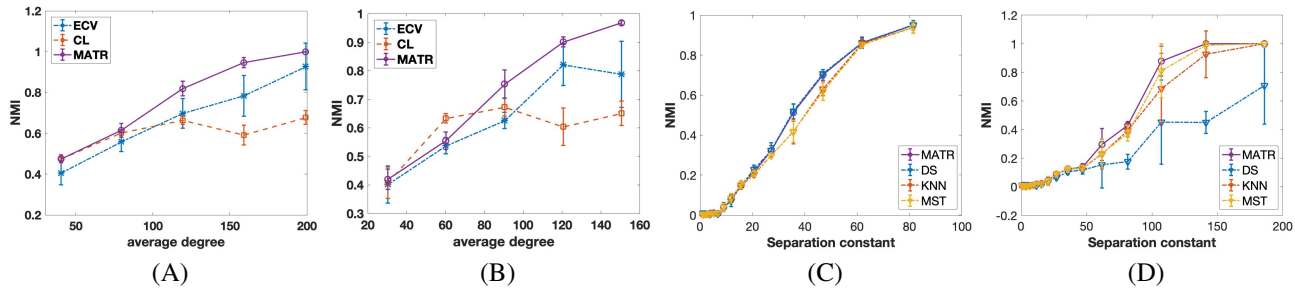 NMI
1.2
1
0.8
0.6
0.4
0.2
50
100
150
200
average degree
ECV
CL
MATR
(A)
NMI
1
0.9
0.8
0.7
0.6
0.5
0.4
0.3
20
40
60
80
100
120
140
160
average degree
ECV
CL
MATR
(B)
NMI
1
0.8
0.6
0.4
0.2
0
0
20
40
60
80
100
Separation constant
MATR
DS
KNN
MST
(C)
NMI
1.2
1
0.8
0.6
0.4
0.2
0
-0.2
0
50
100
150
200
Separation constant
MATR
DS
KNN
MST
(D)